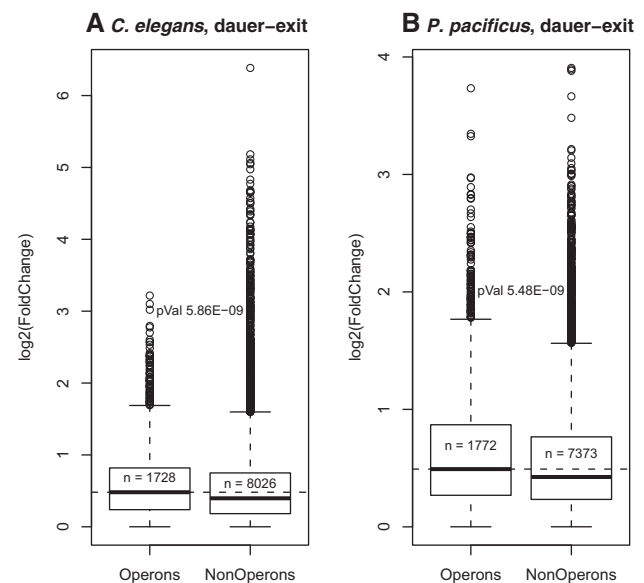 A C. elegans, dauer−exit
log2(FoldChange)
6
5
4
3
2
1
0
pVal 5.86E−09
n = 1728
n = 8026
Operons
NonOperons
B P. pacificus, dauer−exit
log2(FoldChange)
4
3
2
1
0
pVal 5.48E−09
n = 1772
n = 7373
Operons
NonOperons